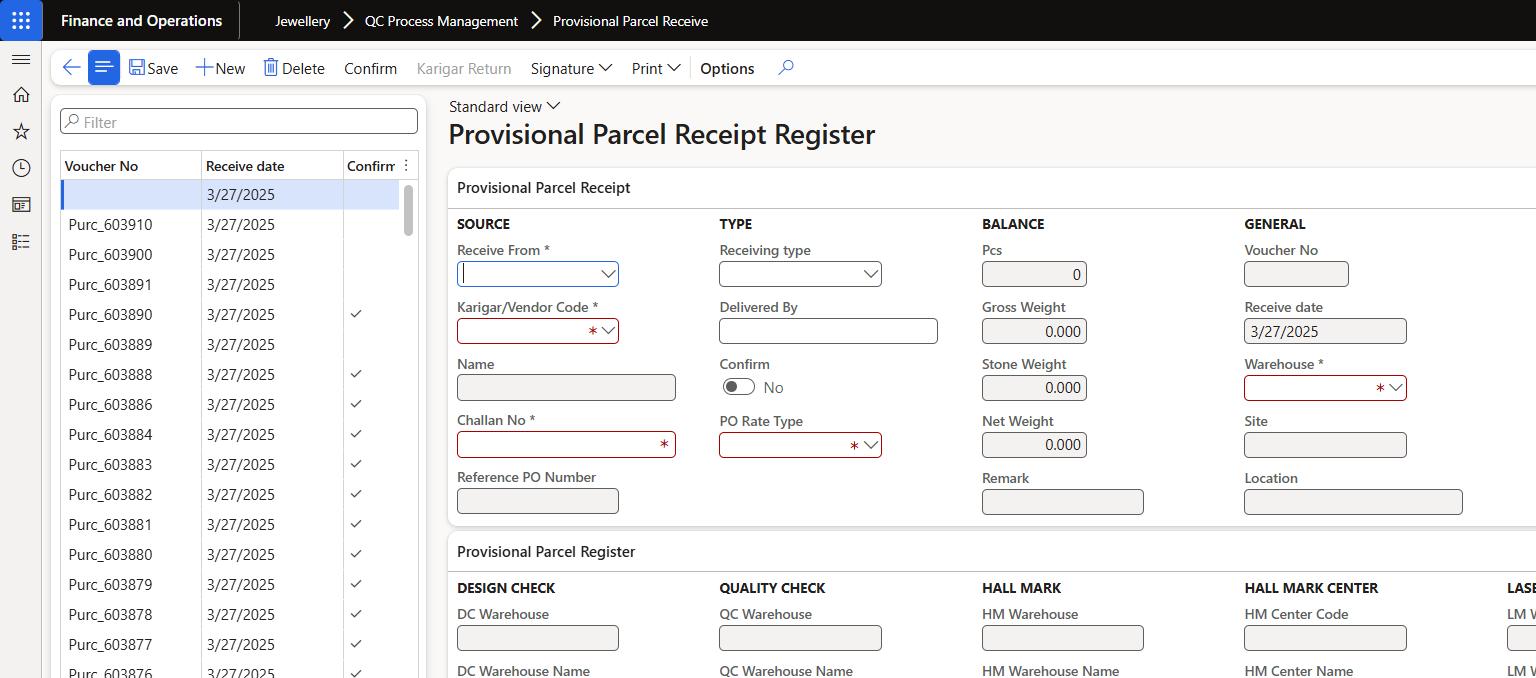 Finance and Operations Jewellery QC Process Management Provisional Parcel Receive
Save New Delete Confirm Karigar Return Signature Print Options
Filter
Voucher No Receive date Confirm
3/27/2025
Purc_603910 3/27/2025
Purc_603900 3/27/2025
Purc_603891 3/27/2025
Purc_603890 3/27/2025
Purc_603889 3/27/2025
Purc_603888 3/27/2025
Purc_603886 3/27/2025
Purc_603884 3/27/2025
Purc_603883 3/27/2025
Purc_603882 3/27/2025
Purc_603881 3/27/2025
Purc_603880 3/27/2025
Purc_603879 3/27/2025
Purc_603878 3/27/2025
Purc_603877 3/27/2025
Purc_603876 3/27/2025
Standard view
Provisional Parcel Receipt Register
Provisional Parcel Receipt
SOURCE TYPE BALANCE GENERAL
Receive From * Receiving type Pcs Voucher No
0
Karigar/Vendor Code * Delivered By Gross Weight Receive date
* 0.000 3/27/2025
Name Confirm Stone Weight Warehouse *
No 0.000 *
Challan No * PO Rate Type Net Weight Site
* * 0.000
Reference PO Number Remark Location
Provisional Parcel Register
DESIGN CHECK QUALITY CHECK HALL MARK HALL MARK CENTER LASE
DC Warehouse QC Warehouse HM Warehouse HM Center Code LM W
DC Warehouse Name QC Warehouse Name HM Warehouse Name HM Center Name LM W